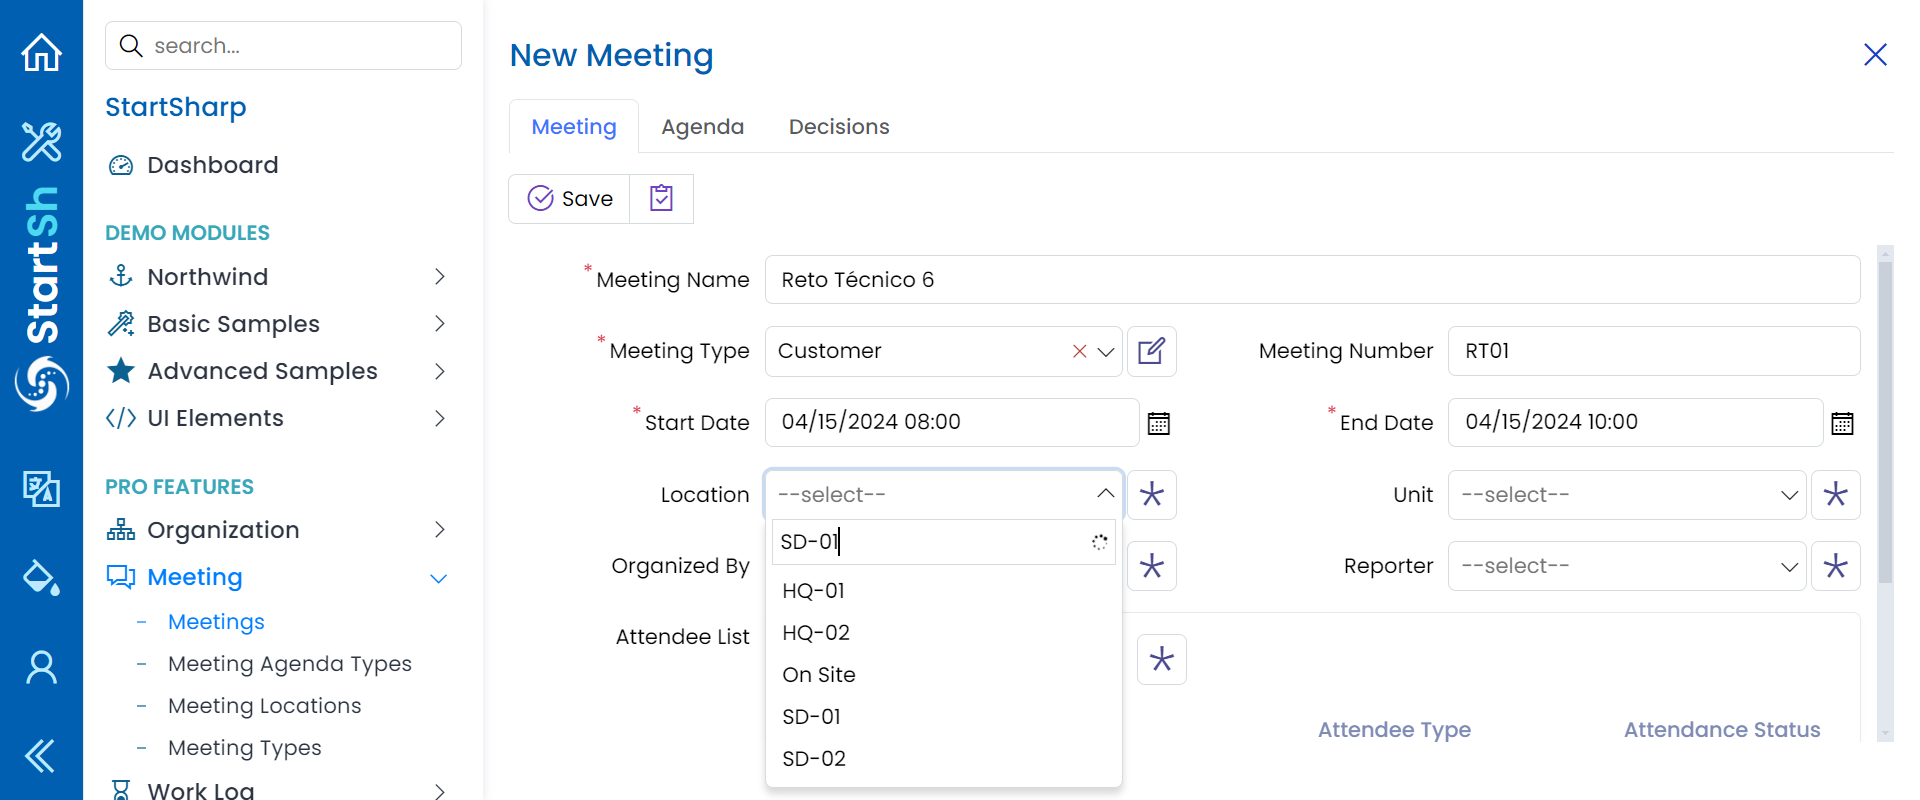 search...
StartSharp
Dashboard
DEMO MODULES
Northwind
Basic Samples
Advanced Samples
UI Elements
PRO FEATURES
Organization
Meeting
Meetings
Meeting Agenda Types
Meeting Locations
Meeting Types
Work Log
StartSh
New Meeting
Meeting Agenda Decisions
Save
*Meeting Name Reto Técnico 6
*Meeting Type Customer Meeting Number RT01
*Start Date 04/15/2024 08:00 *End Date 04/15/2024 10:00
Location --select-- Unit --select--
SD-01
Organized By Reporter --select--
HQ-01
HQ-02
Attendee List
On Site
SD-01
Attendee Type Attendance Status
SD-02